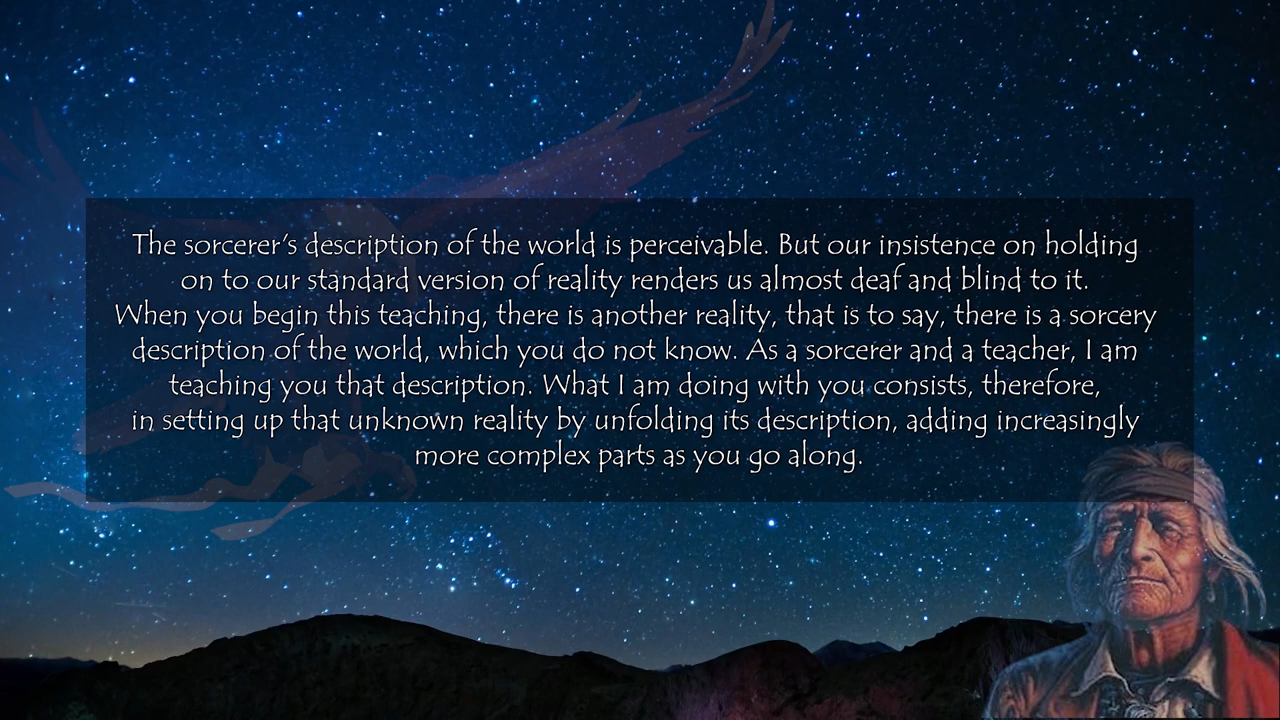 The sorcerer's description of the world is perceivable. But our insistence on holding
on to our standard version of reality renders us almost deaf and blind to it.
When you begin this teaching, there is another reality, that is to say, there is a sorcery
description of the world, which you do not know. As a sorcerer and a teacher, I am
teaching you that description. What I am doing with you consists, therefore,
in setting up that unknown reality by unfolding its description, adding increasingly
more complex parts as you go along.